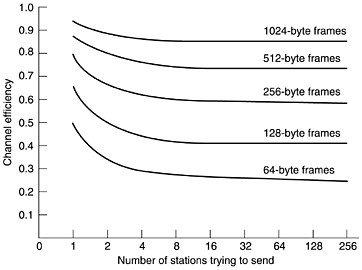 1.0
0.9
0.8
0.7
0.6
0.5
0.4
0.3
0.2
0.1
Channel efficiency
1024-byte frames
512-byte frames
256-byte frames
128-byte frames
64-byte frames
0 1 2 4 8 16 32 64 128 256
Number of stations trying to send